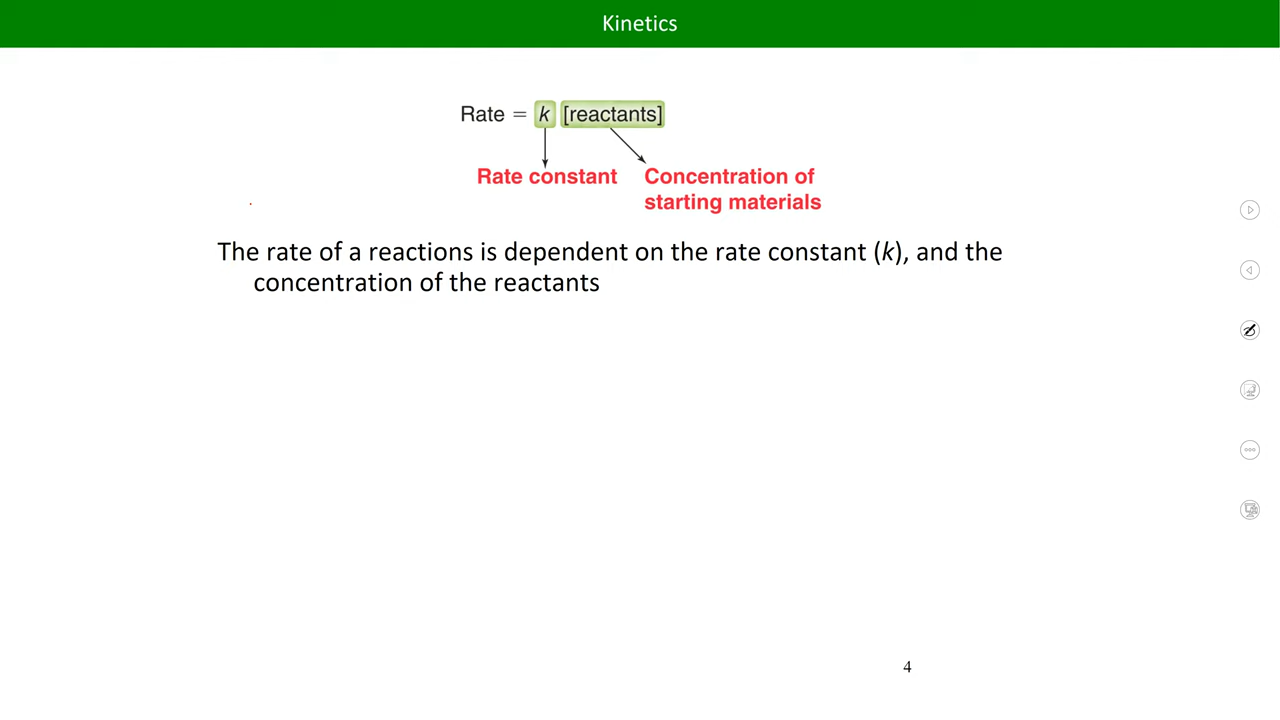 Kinetics
Rate = k [reactants]
Rate constant
Concentration of
starting materials
The rate of a reactions is dependent on the rate constant (k), and the
concentration of the reactants
4